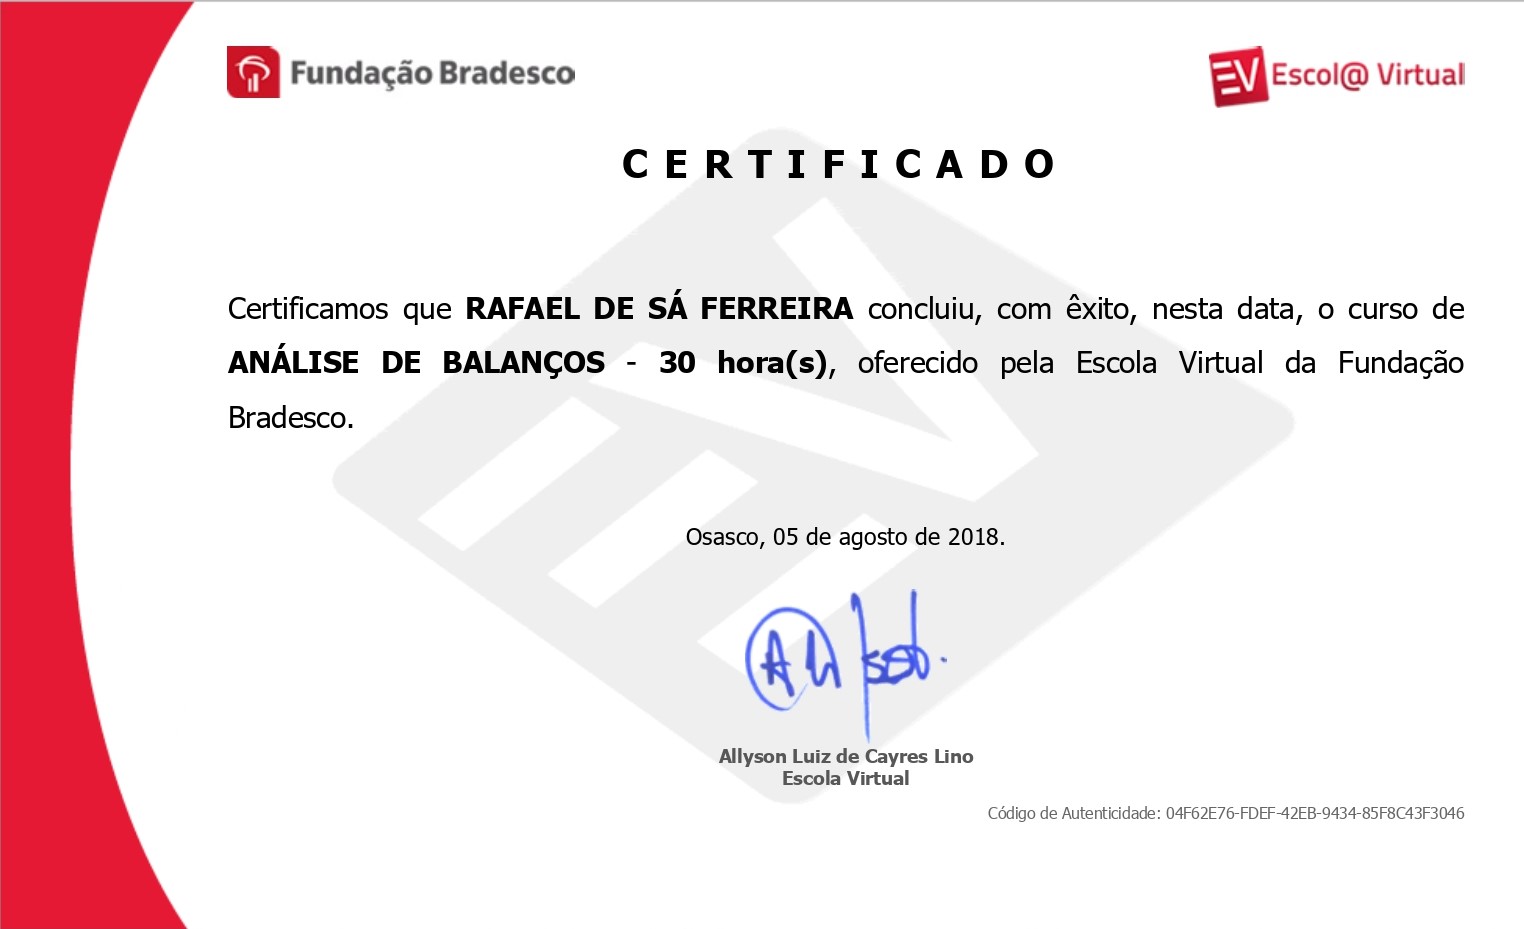 Fundação Bradesco
EV Escol@ Virtual
CERTIFICADO
Certificamos que RAFAEL DE SÁ FERREIRA concluiu, com êxito, nesta data, o curso de
ANÁLISE DE BALANÇOS - 30 hora(s), oferecido pela Escola Virtual da Fundação
Bradesco.
Osasco, 05 de agosto de 2018.
Allyson Luiz de Cayres Lino
Escola Virtual
Código de Autenticidade: 04F62E76-FDEF-42EB-9434-85F8C43F3046